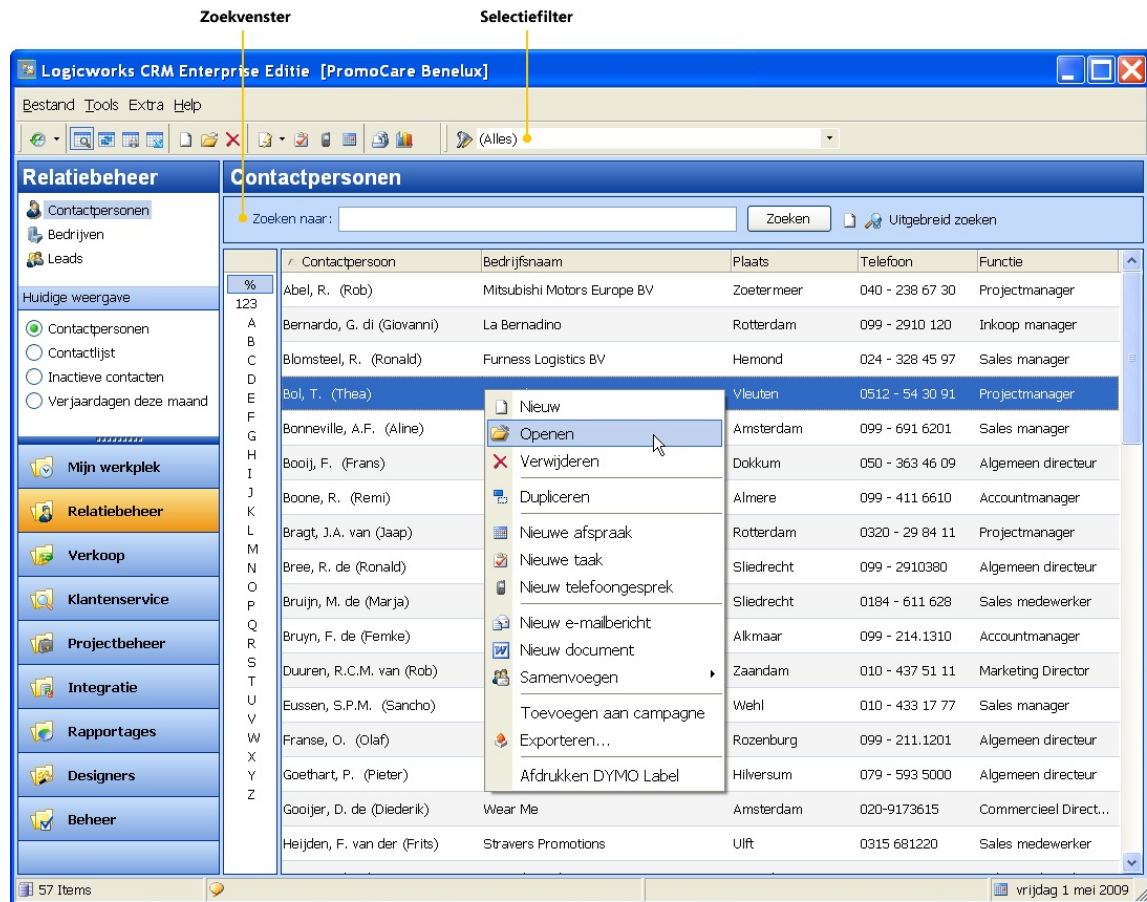 Zoekvenster Selectiefilter
Logicworks CRM Enterprise Editie [PromoCare Benelux]
Bestand Tools Extra Help
(Alles)
Relatiebeheer
Contactpersonen
Bedrijven
Leads
Huidige weergave
Contactpersonen
Contactlijst
Inactieve contacten
Verjaardagen deze maand
Mijn werkplek
Relatiebeheer
Verkoop
Klantenservice
Projectbeheer
Integratie
Rapportages
Designers
Beheer
Contactpersonen
Zoeken naar: Zoeken Uitgebreid zoeken
%
123
A
B
C
D
E
F
G
H
I
J
K
L
M
N
O
P
Q
R
S
T
U
V
W
X
Y
Z
Contactpersoon Bedrijfsnaam Plaats Telefoon Functie
Abel, R. (Rob) Mitsubishi Motors Europe BV Zoetermeer 040 - 238 67 30 Projectmanager
Bernardo, G. di (Giovanni) La Bernadino Rotterdam 099 - 2910 120 Inkoop manager
Blomsteel, R. (Ronald) Furness Logistics BV Hemond 024 - 328 45 97 Sales manager
Bol, T. (Thea) Vleuten 0512 - 54 30 91 Projectmanager
Bonneville, A.F. (Aline) Amsterdam 099 - 691 6201 Sales manager
Booij, F. (Frans) Dokkum 050 - 363 46 09 Algemeen directeur
Boone, R. (Remi) Almere 099 - 411 6610 Accountmanager
Bragt, J.A. van (Jaap) Rotterdam 0320 - 29 84 11 Projectmanager
Bree, R. de (Ronald) Sliedrecht 099 - 2910380 Algemeen directeur
Bruijn, M. de (Marja) Sliedrecht 0184 - 611 628 Sales medewerker
Bruyn, F. de (Femke) Alkmaar 099 - 214.1310 Accountmanager
Duuren, R.C.M. van (Rob) Zaandam 010 - 437 51 11 Marketing Director
Eussen, S.P.M. (Sancho) Wehl 010 - 433 17 77 Sales manager
Franse, O. (Olaf) Rozenburg 099 - 211.1201 Algemeen directeur
Goethart, P. (Pieter) Hilversum 079 - 593 5000 Algemeen directeur
Gooijer, D. de (Diederik) Wear Me Amsterdam 020-9173615 Commercieel Direct...
Heijden, F. van der (Frits) Stravers Promotions Ulft 0315 681220 Sales medewerker
Nieuw
Openen
Verwijderen
Dupliceren
Nieuwe afspraak
Nieuwe taak
Nieuw telefoongesprek
Nieuw e-mailbericht
Nieuw document
Samenvoegen
Toevoegen aan campagne
Exporteren...
Afdrukken DYMO Label
57 Items vrijdag 1 mei 2009